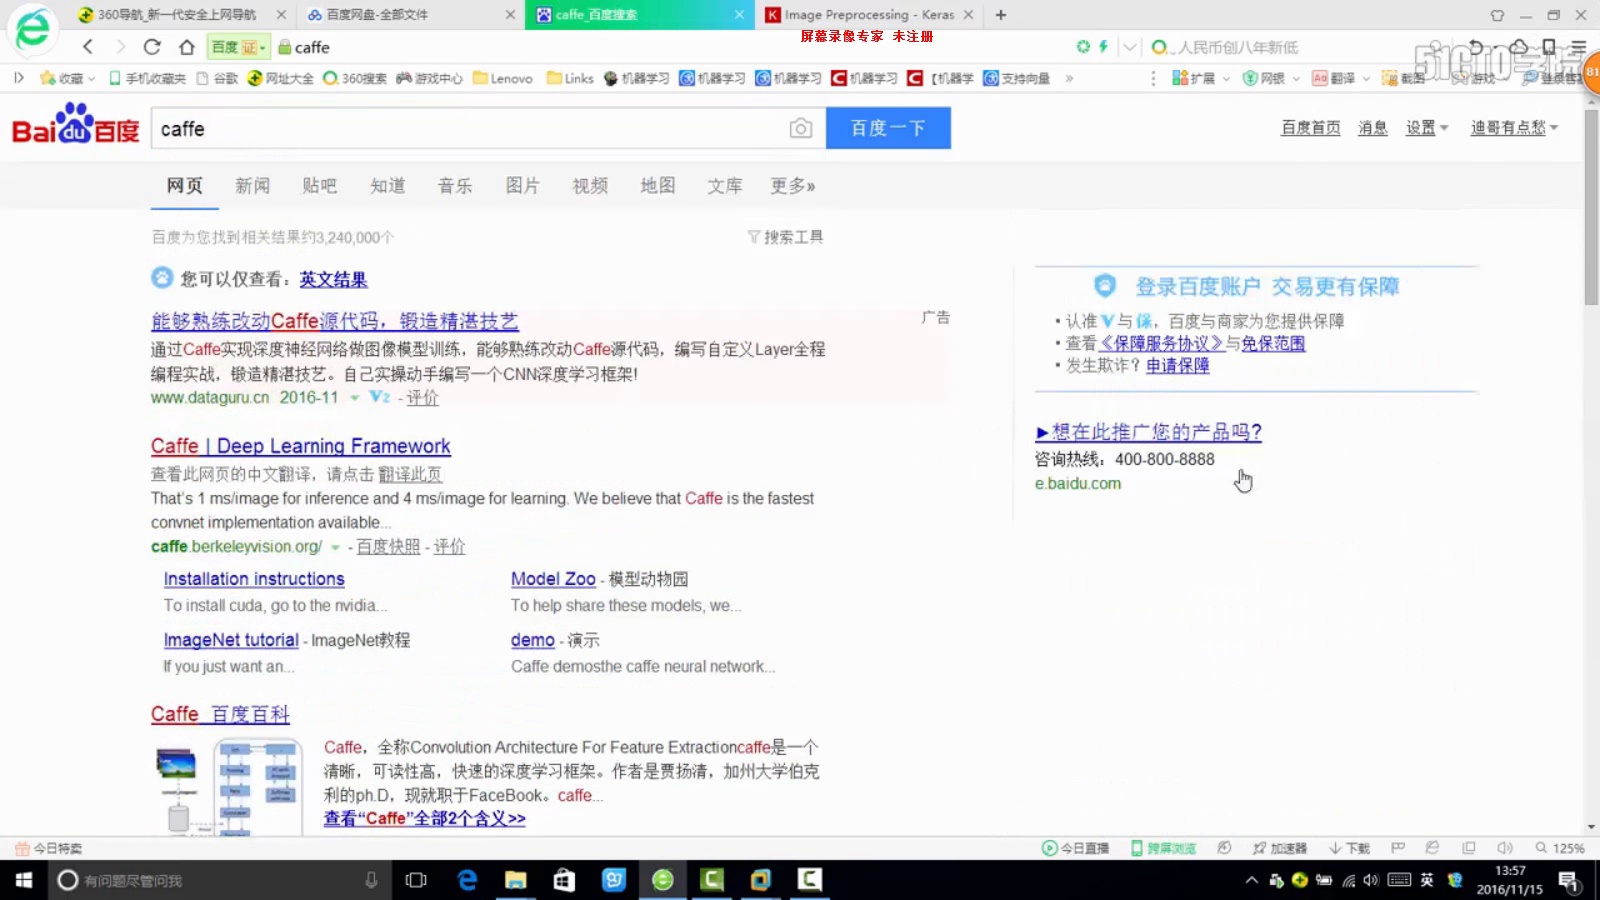 360导航_新一代安全上网导航
百度网盘-全部文件
caffe_百度搜索
Image Preprocessing - Keras
屏幕录像专家 未注册
百度 证
caffe
人民币创八年新低
51CTO学院
收藏
手机收藏夹
谷歌
网址大全
360搜索
游戏中心
Lenovo
Links
机器学习
机器学习
机器学习
机器学习
【机器学
支持向量
»
扩展
网银
翻译
截图
游戏
登录管
81
Bai du 百度
caffe
百度一下
百度首页
消息
设置
迪哥有点愁
网页
新闻
贴吧
知道
音乐
图片
视频
地图
文库
更多»
百度为您找到相关结果约3,240,000个
搜索工具
您可以仅查看：英文结果
能够熟练改动Caffe源代码，锻造精湛技艺
广告
通过Caffe实现深度神经网络做图像模型训练，能够熟练改动Caffe源代码，编写自定义Layer全程
编程实战，锻造精湛技艺。自己实操动手编写一个CNN深度学习框架!
www.dataguru.cn 2016-11 V2 - 评价
Caffe | Deep Learning Framework
查看此网页的中文翻译，请点击 翻译此页
That's 1 ms/image for inference and 4 ms/image for learning. We believe that Caffe is the fastest
convnet implementation available...
caffe.berkeleyvision.org/ - 百度快照 - 评价
Installation instructions
To install cuda, go to the nvidia...
Model Zoo - 模型动物园
To help share these models, we...
ImageNet tutorial - ImageNet教程
If you just want an...
demo - 演示
Caffe demosthe caffe neural network...
Caffe_百度百科
Caffe，全称Convolution Architecture For Feature Extractioncaffe是一个
清晰，可读性高，快速的深度学习框架。作者是贾扬清，加州大学伯克
利的ph.D，现就职于FaceBook。caffe...
查看“Caffe”全部2个含义>>
登录百度账户 交易更有保障
• 认准V与保，百度与商家为您提供保障
• 查看《保障服务协议》与免保范围
• 发生欺诈？申请保障
►想在此推广您的产品吗?
咨询热线：400-800-8888
e.baidu.com
今日特卖
今日直播
跨屏浏览
加速器
下载
125%
有问题尽管问我
英
13:57
2016/11/15
1